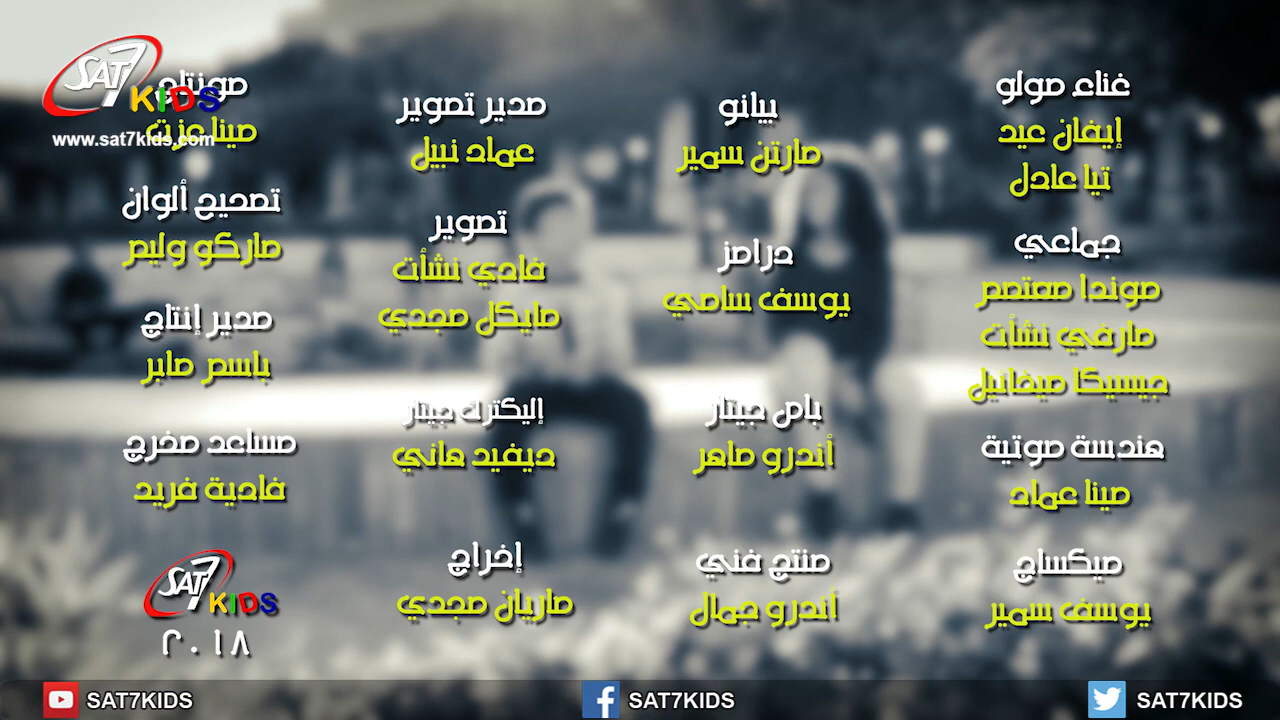 غناء صولو
إيفان عيد
تيا عادل
جماعي
موندا معتصم
مارفي نشأت
جيسيكا ميفانيل
هندسة صوتية
مينا عماد
ميكساج
يوسف سمير
بيانو
مارتن سمير
درامز
يوسف سامي
باص جيتار
أندرو ماهر
منتج فني
أندرو جمال
مدير تصوير
عماد نبيل
تصوير
فادي نشأت
مايكل مجدي
إليكترك جيتار
ديفيد هاني
إخراج
ماريان مجدي
مونتاج
مينا عزت
تصحيح ألوان
ماركو وليم
مدير إنتاج
باسم صابر
مساعد مخرج
فادية فريد
SAT7 KIDS
٢٠١٨
SAT7 KIDS
www.sat7kids.com
SAT7KIDS
SAT7KIDS
SAT7KIDS